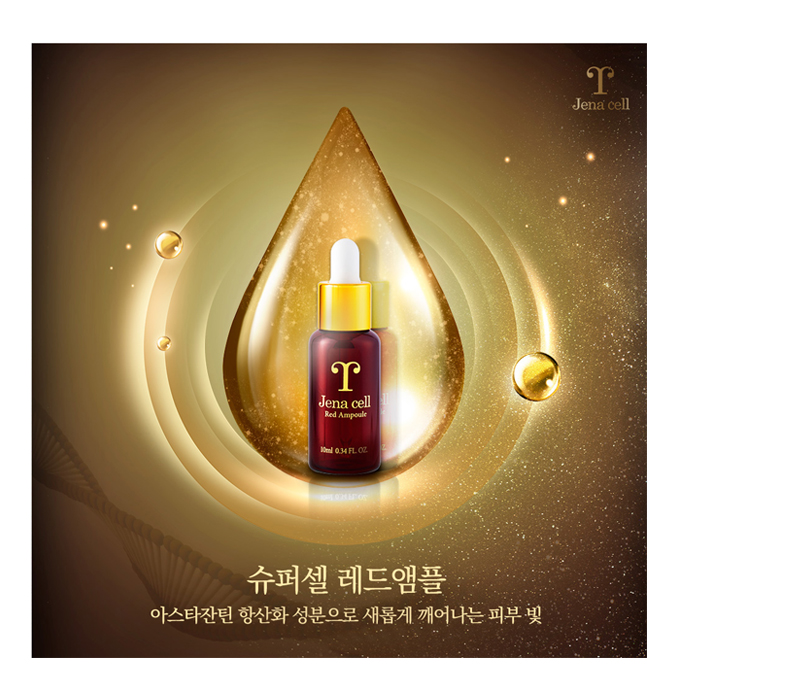 Jena cell
Jena cell
Red Ampoule
10ml 0.34 FL. OZ.
슈퍼셀 레드앰플
아스타잔틴 항산화 성분으로 새롭게 깨어나는 피부 빛